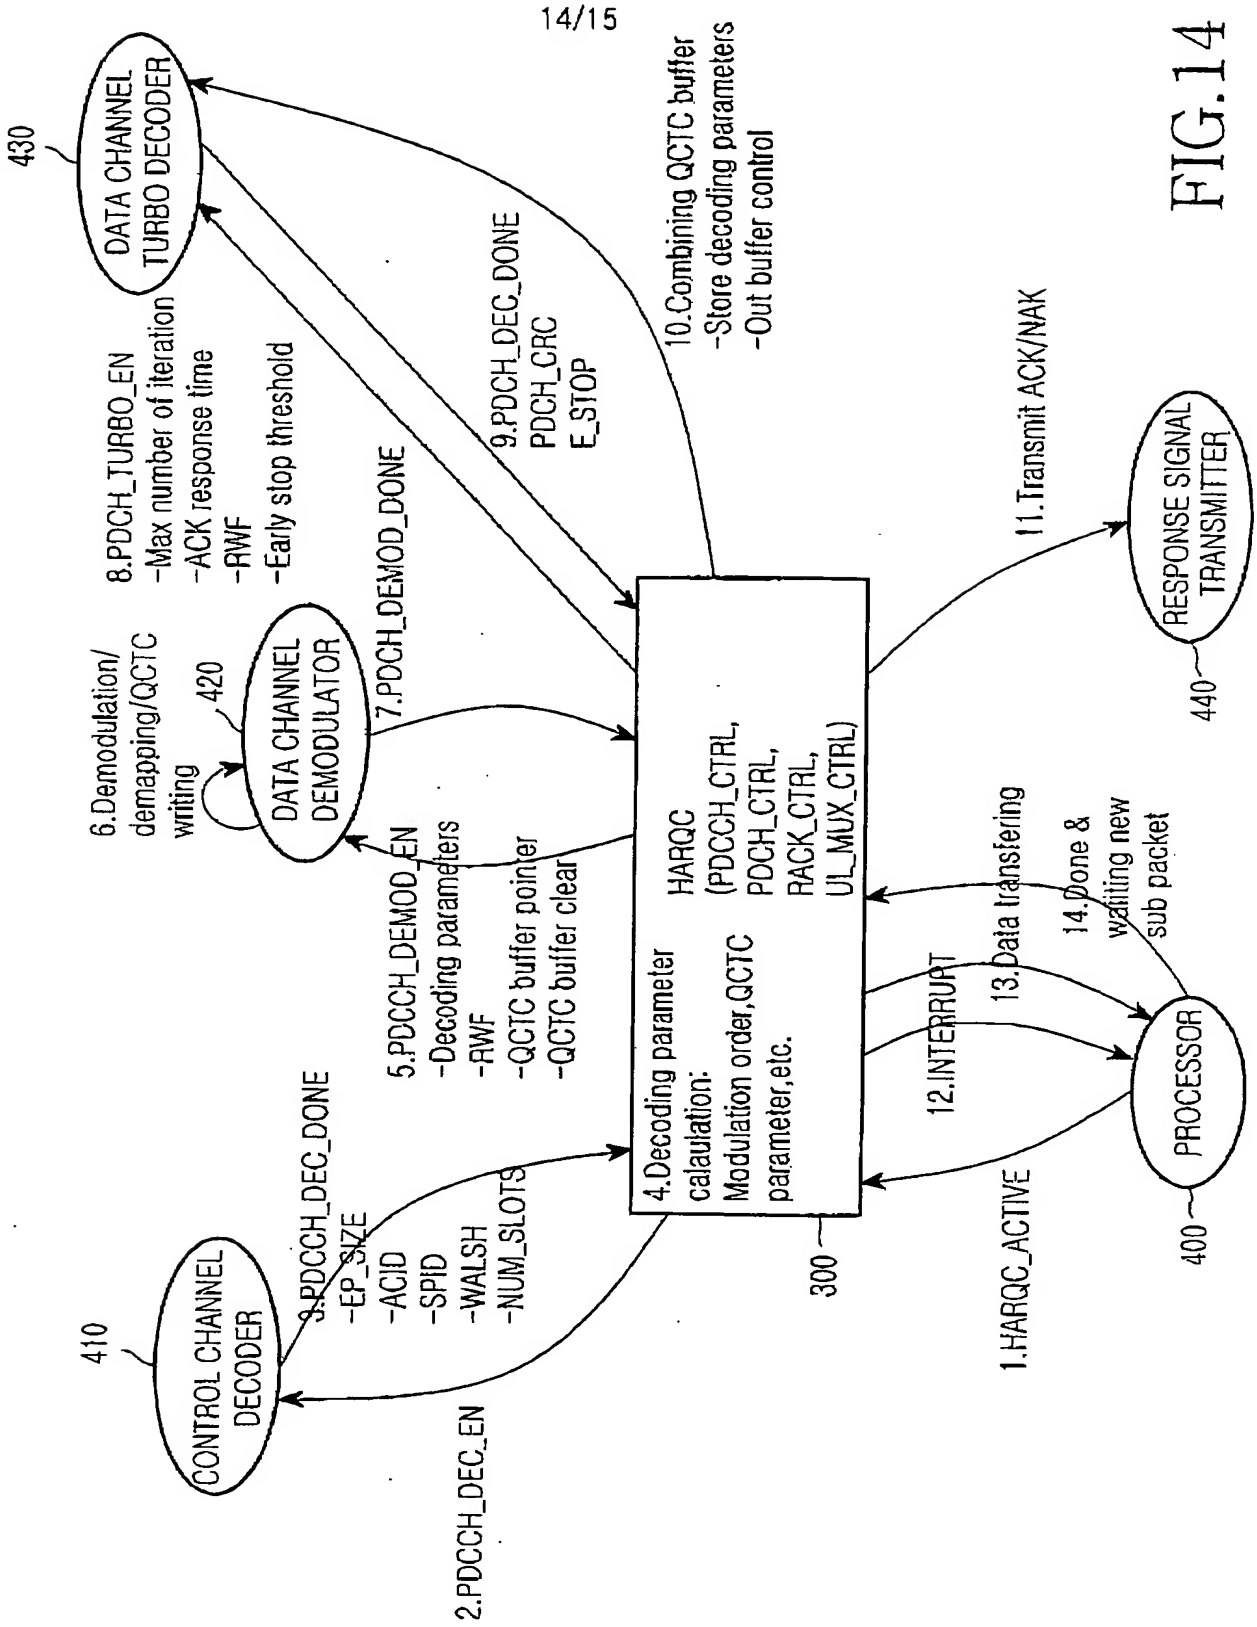 14/15
410
CONTROL CHANNEL
DECODER
2.PDCCH_DEC_EN
3.PDCCH_DEC_DONE
-EP_SIZE
-ACID
-SPID
-WALSH
-NUM_SLOTS
6.Demodulation/
demapping/QCTC
writing
420
DATA CHANNEL
DEMODULATOR
5.PDCCH_DEMOD_EN
-Decoding parameters
-RWF
-QCTC buffer pointer
-QCTC buffer clear
7.PDCH_DEMOD_DONE
430
DATA CHANNEL
TURBO DECODER
8.PDCH_TURBO_EN
-Max number of iteration
-ACK response time
-RWF
-Early stop threshold
9.PDCH_DEC_DONE
PDCH_CRC
E_STOP
10.Combining QCTC buffer
-Store decoding parameters
-Out buffer control
4.Decoding parameter
calaulation:
Modulation order,QCTC
parameter,etc.
HARQC
(PDCCH_CTRL,
PDCH_CTRL,
RACK_CTRL,
UL_MUX_CTRL)
300
1.HARQC_ACTIVE
12.INTERRUPT
13.Data transfering
14.Done &
waiiting new
sub packet
11.Transmit ACK/NAK
400
PROCESSOR
440
RESPONSE SIGNAL
TRANSMITTER
FIG.14